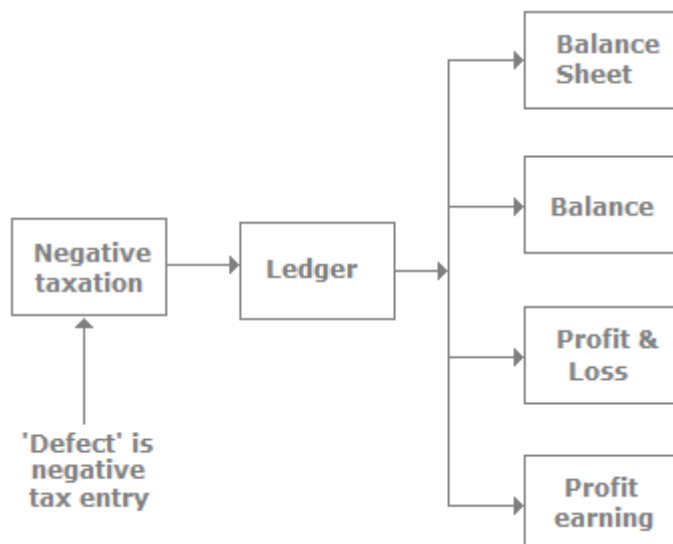 Negative
taxation
'Defect' is
negative
tax entry
Ledger
Balance
Sheet
Balance
Profit &
Loss
Profit
earning